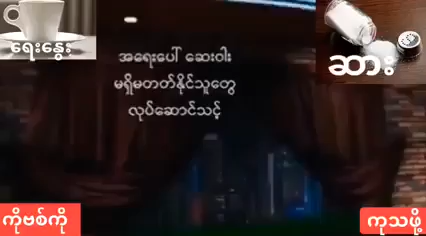 ရေနွေး
ဆား
အရေးပေါ် ဆေးဝါး
မရှိမတတ်နိုင်သူတွေ
လုပ်ဆောင်သင့်
ကိုဗစ်ကို
ကုသဖို့